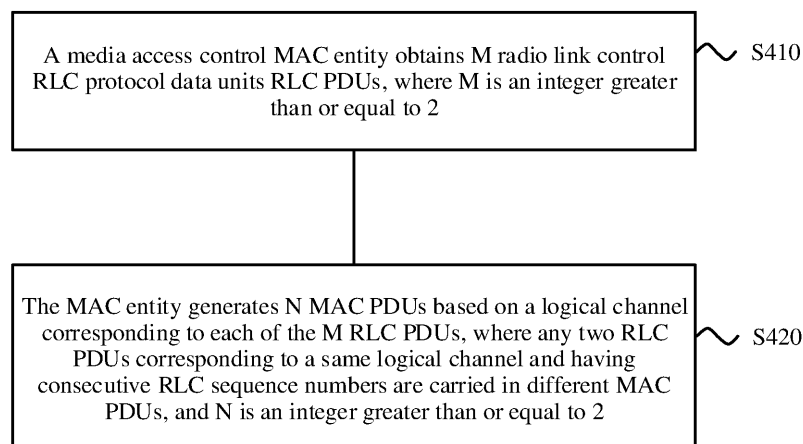 A media access control MAC entity obtains M radio link control
RLC protocol data units RLC PDUs, where M is an integer greater
than or equal to 2
S410
The MAC entity generates N MAC PDUs based on a logical channel
corresponding to each of the M RLC PDUs, where any two RLC
PDUs corresponding to a same logical channel and having
consecutive RLC sequence numbers are carried in different MAC
PDUs, and N is an integer greater than or equal to 2
S420